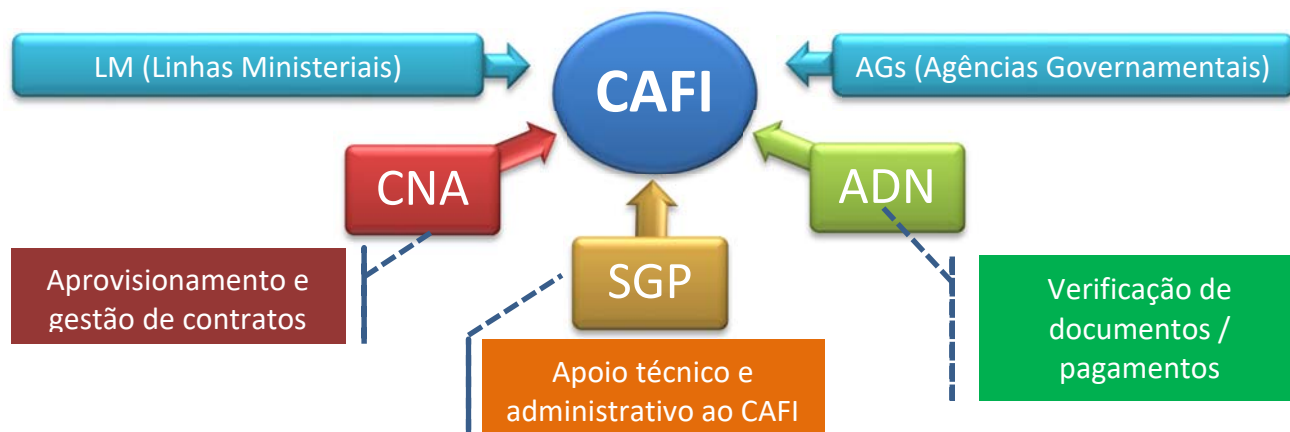 LM (Linhas Ministeriais)
CAFI
AGs (Agências Governamentais)
CNA
ADN
SGP
Aprovisionamento e
gestão de contratos
Verificação de
documentos /
pagamentos
Apoio técnico e
administrativo ao CAFI